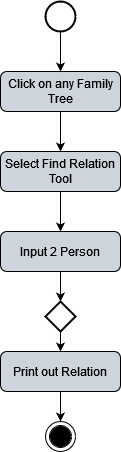 Click on any Family
Tree
Select Find Relation
Tool
Input 2 Person
Print out Relation